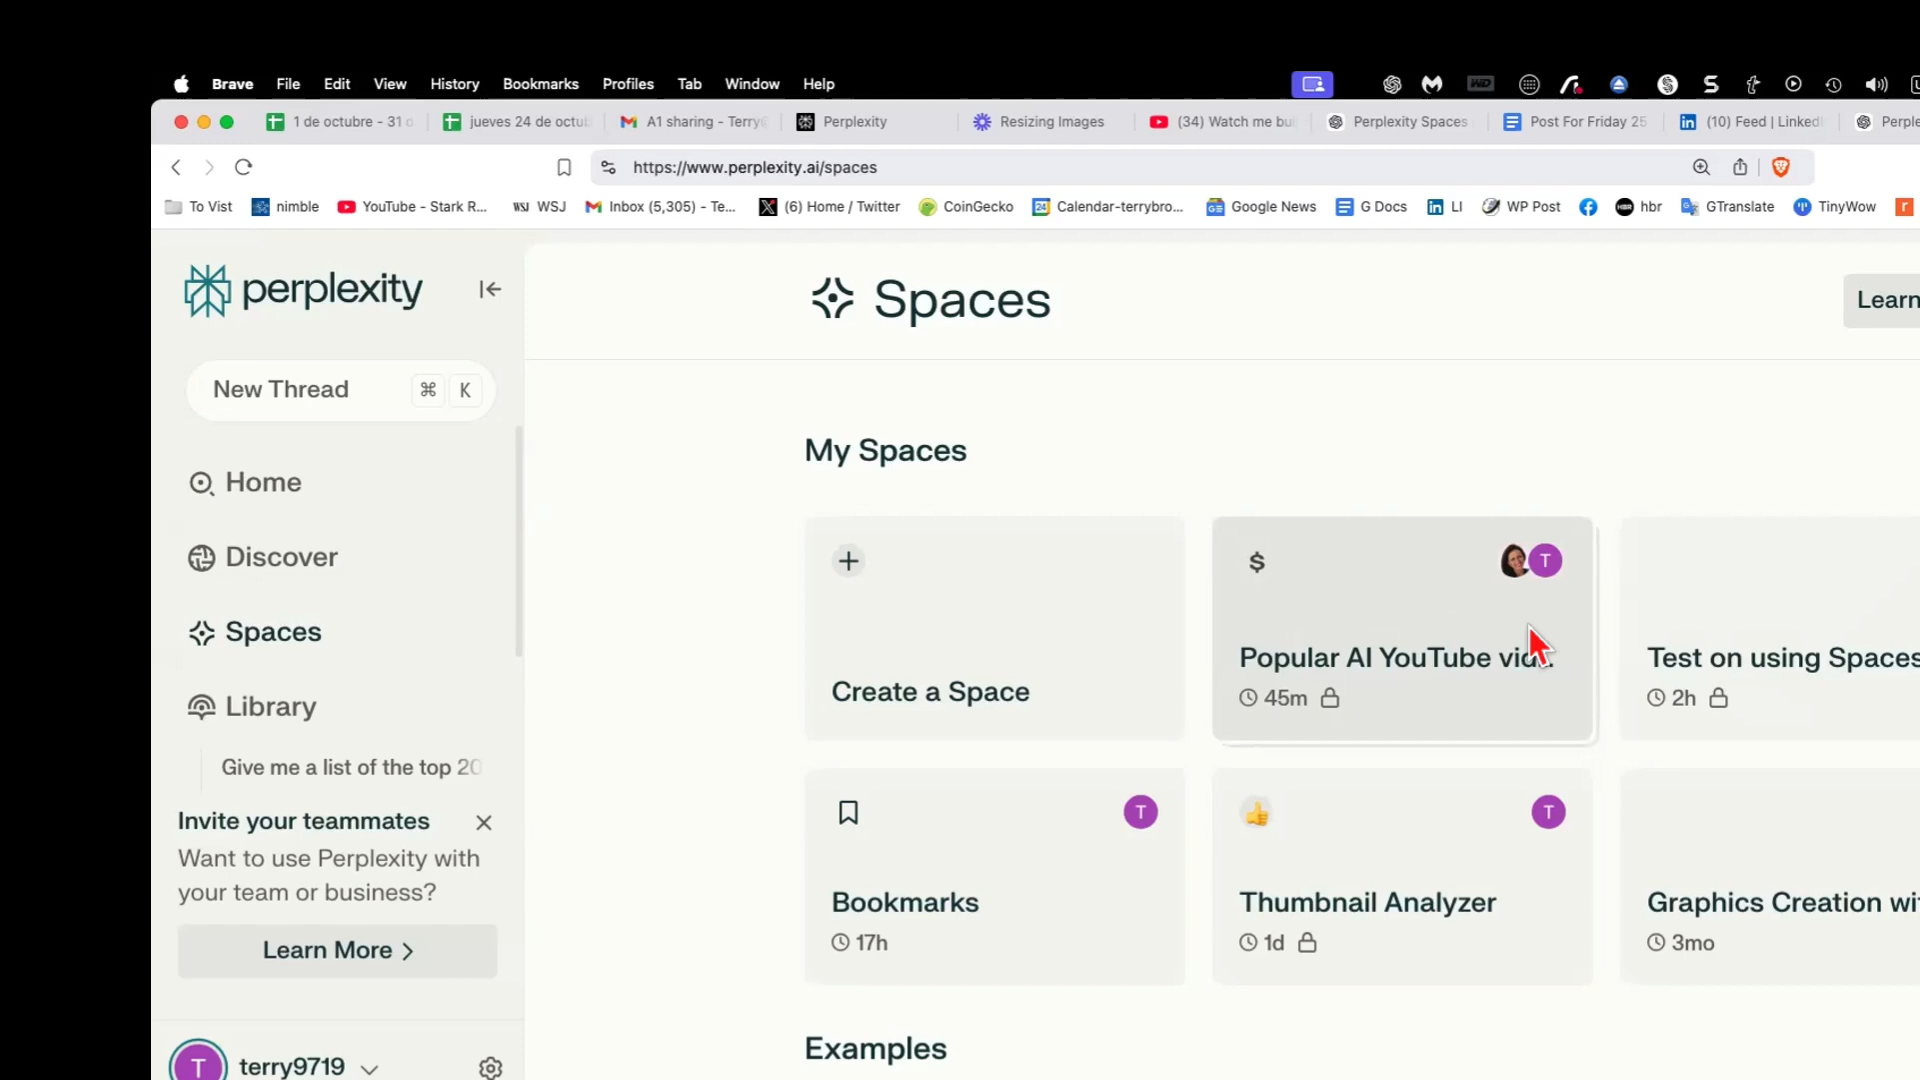 Brave File Edit View History Bookmarks Profiles Tab Window Help
1 de octubre - 31 o jueves 24 de octub A1 sharing - Terry@ Perplexity Resizing Images (34) Watch me bui Perplexity Spaces Post For Friday 25 (10) Feed | Linked Perple
https://www.perplexity.ai/spaces
To Vist nimble YouTube - Stark R... WSJ WSJ Inbox (5,305) - Te... (6) Home / Twitter CoinGecko Calendar-terrybro... Google News G Docs LI WP Post hbr GTranslate TinyWow
perplexity
Spaces
Learn
New Thread ⌘ K
Home
Discover
Spaces
Library
Give me a list of the top 20
Invite your teammates
Want to use Perplexity with
your team or business?
Learn More >
T terry9719
My Spaces
+
Create a Space
$ T
Popular AI YouTube vid...
45m
Test on using Spaces
2h
T
Bookmarks
17h
T
Thumbnail Analyzer
1d
Graphics Creation wi
3mo
Examples